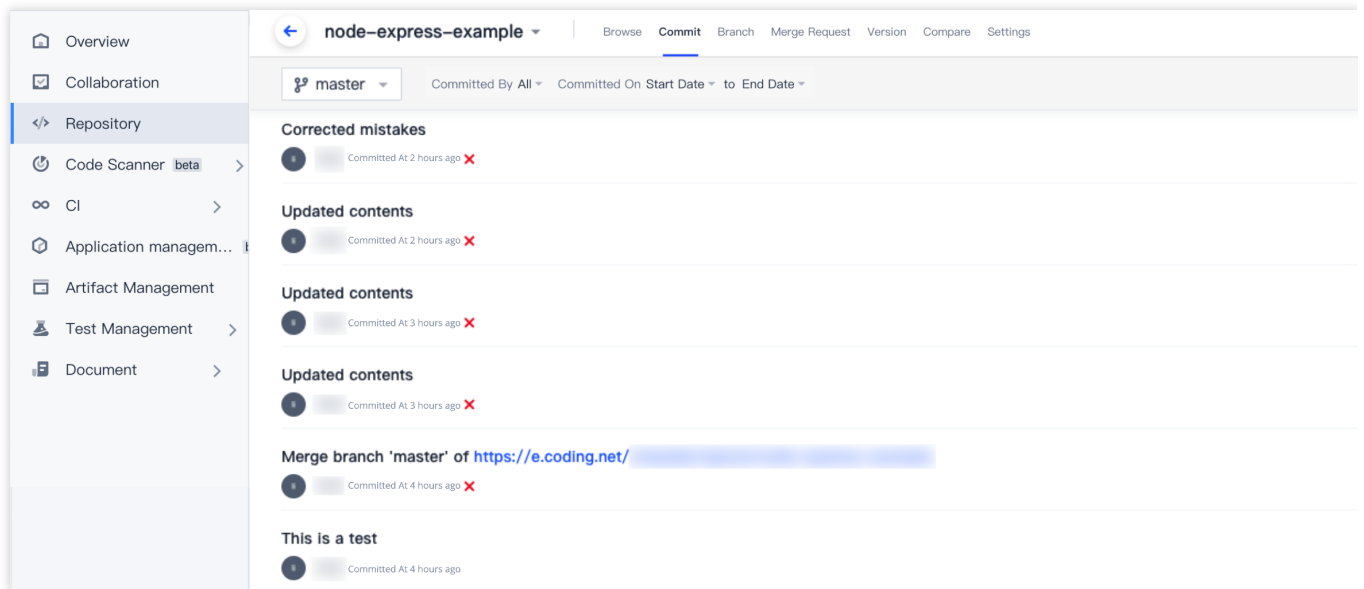 node-express-example
Browse Commit Branch Merge Request Version Compare Settings
Overview
Collaboration
Repository
Code Scanner beta
CI
Application managem...
Artifact Management
Test Management
Document
master
Committed By All Committed On Start Date to End Date
Corrected mistakes
Committed At 2 hours ago
Updated contents
Committed At 2 hours ago
Updated contents
Committed At 3 hours ago
Updated contents
Committed At 3 hours ago
Merge branch 'master' of https://e.coding.net/
Committed At 4 hours ago
This is a test
Committed At 4 hours ago